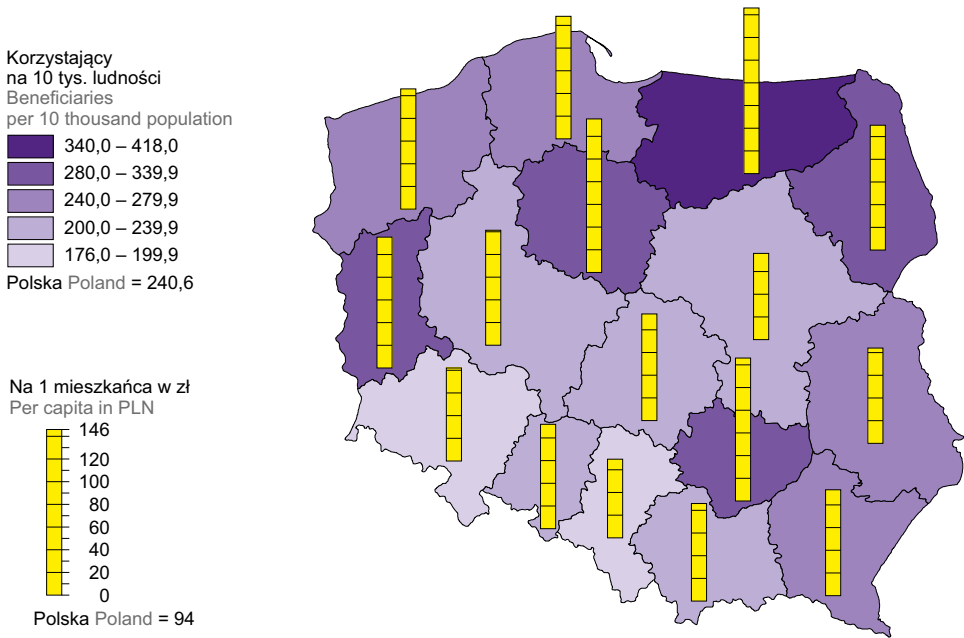 Korzystający
na 10 tys. ludności
Beneficiaries
per 10 thousand population
340,0 – 418,0
280,0 – 339,9
240,0 – 279,9
200,0 – 239,9
176,0 – 199,9
Polska Poland = 240,6
Na 1 mieszkańca w zł
Per capita in PLN
146
120
100
80
60
40
20
0
Polska Poland = 94